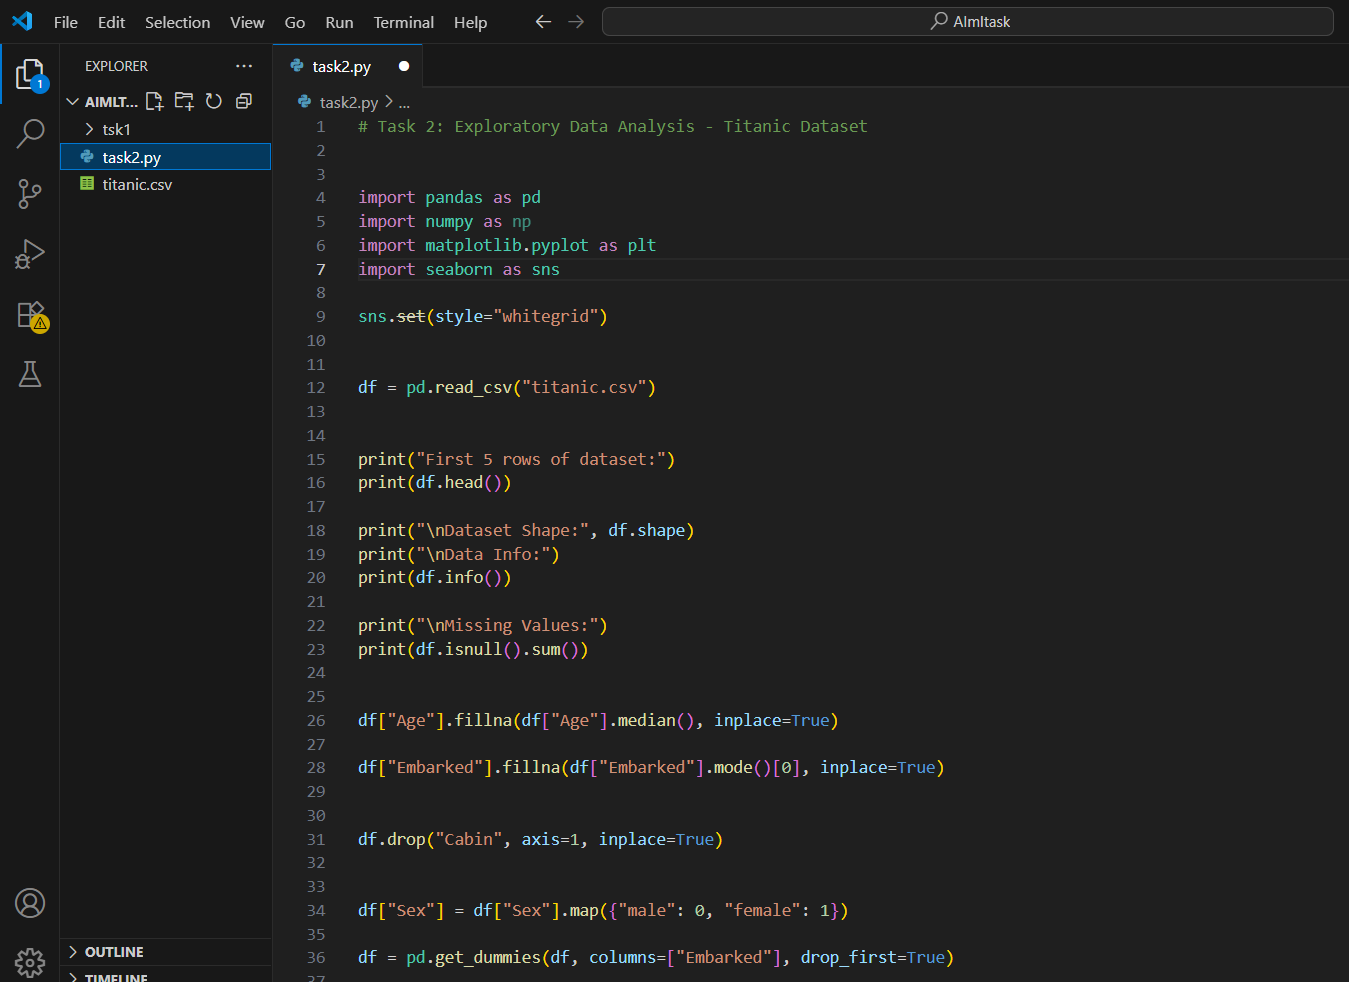 File Edit Selection View Go Run Terminal Help
AImltask
EXPLORER
AIMLT...
tsk1
task2.py
titanic.csv
OUTLINE
TIMELINE
1
task2.py
task2.py > ...
1 # Task 2: Exploratory Data Analysis - Titanic Dataset
2
3
4 import pandas as pd
5 import numpy as np
6 import matplotlib.pyplot as plt
7 import seaborn as sns
8
9 sns.set(style="whitegrid")
10
11
12 df = pd.read_csv("titanic.csv")
13
14
15 print("First 5 rows of dataset:")
16 print(df.head())
17
18 print("\nDataset Shape:", df.shape)
19 print("\nData Info:")
20 print(df.info())
21
22 print("\nMissing Values:")
23 print(df.isnull().sum())
24
25
26 df["Age"].fillna(df["Age"].median(), inplace=True)
27
28 df["Embarked"].fillna(df["Embarked"].mode()[0], inplace=True)
29
30
31 df.drop("Cabin", axis=1, inplace=True)
32
33
34 df["Sex"] = df["Sex"].map({"male": 0, "female": 1})
35
36 df = pd.get_dummies(df, columns=["Embarked"], drop_first=True)
37